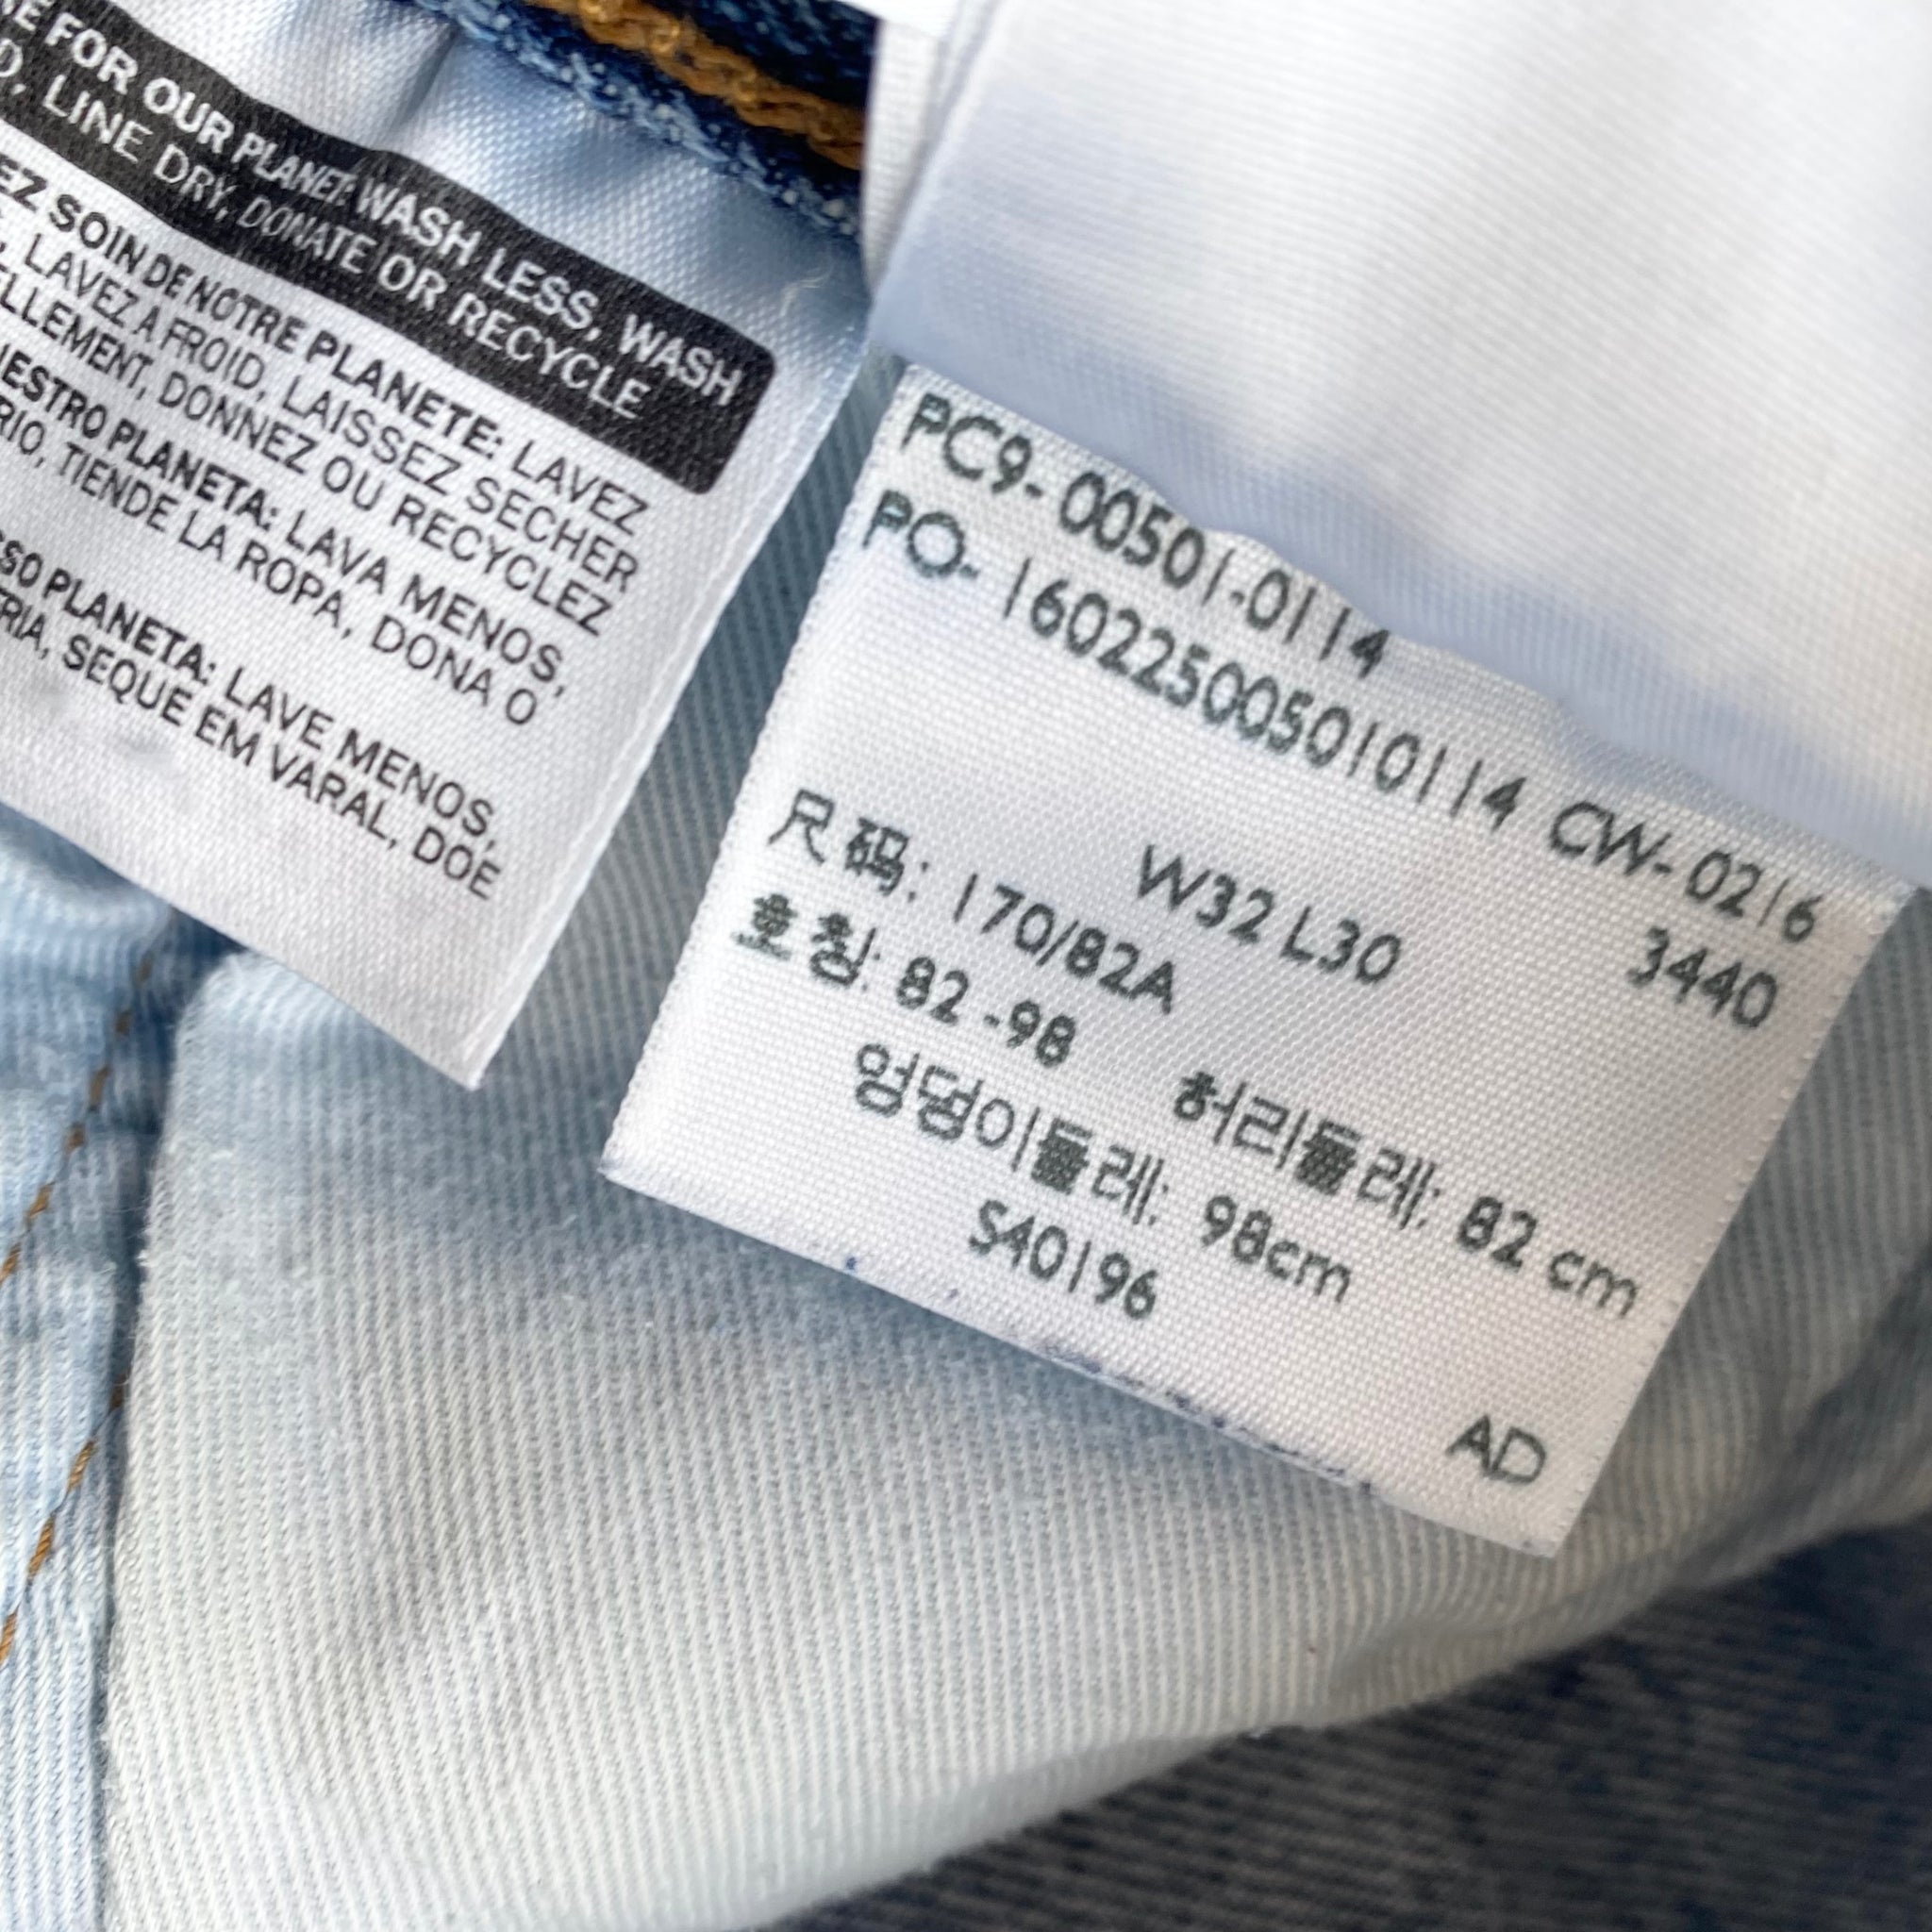 E FOR OUR PLANET: WASH LESS, WASH
D, LINE DRY, DONATE OR RECYCLE
EZ SOIN DE NOTRE PLANETE: LAVEZ
, LAVEZ A FROID, LAISSEZ SECHER
ELLEMENT, DONNEZ OU RECYCLEZ
ESTRO PLANETA: LAVA MENOS,
RIO, TIENDE LA ROPA, DONA O
SSO PLANETA: LAVE MENOS,
RIA, SEQUE EM VARAL, DOE
PC9-00501-0114
PO-160225005010114 CW-0216
W32 L30 3440
尺码: 170/82A
호칭: 82-98 허리둘레: 82 cm
엉덩이둘레: 98cm
S40196
AD